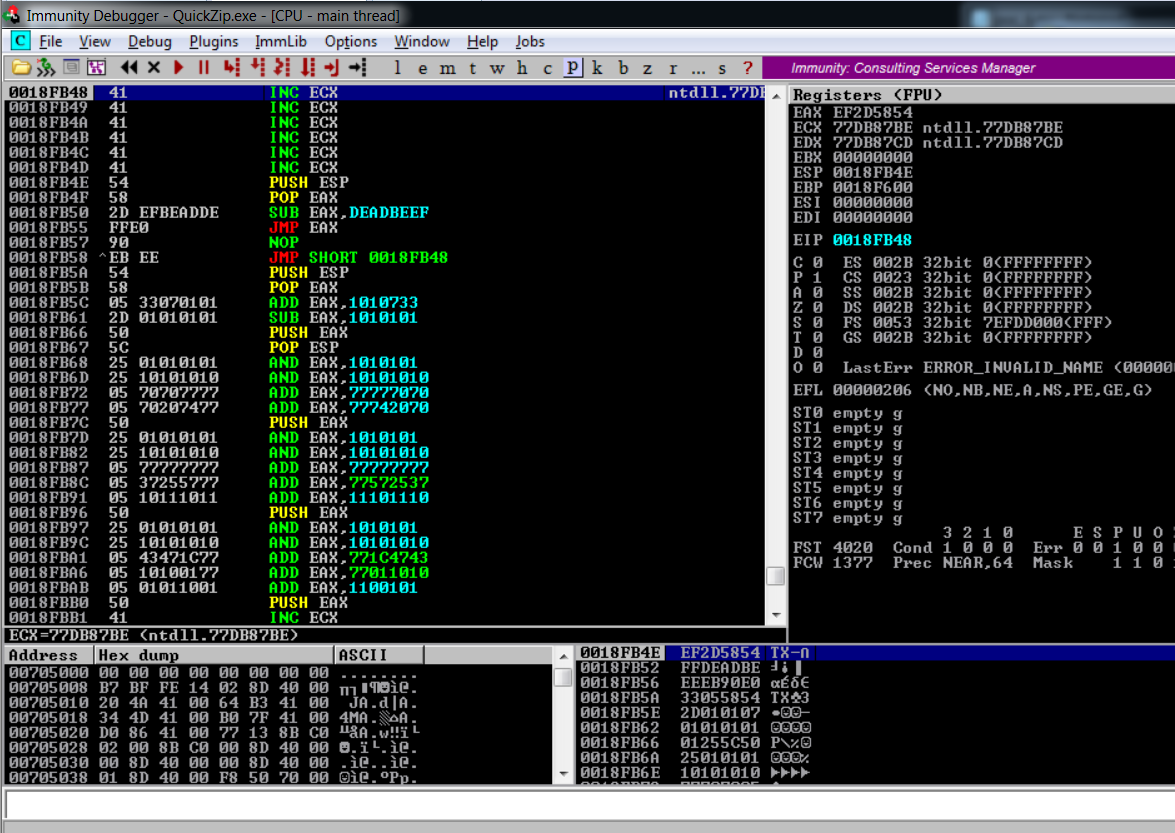 Immunity Debugger - QuickZip.exe - [CPU - main thread]
C File View Debug Plugins ImmLib Options Window Help Jobs
l e m t w h c p k b z r ... s ? Immunity: Consulting Services Manager
0018FB48 41 INC ECX ntdll.77D
0018FB49 41 INC ECX
0018FB4A 41 INC ECX
0018FB4B 41 INC ECX
0018FB4C 41 INC ECX
0018FB4D 41 INC ECX
0018FB4E 54 PUSH ESP
0018FB4F 58 POP EAX
0018FB50 2D EFBEADDE SUB EAX,DEADBEEF
0018FB55 FFE0 JMP EAX
0018FB57 90 NOP
0018FB58 ^EB EE JMP SHORT 0018FB48
0018FB5A 54 PUSH ESP
0018FB5B 58 POP EAX
0018FB5C 05 33070101 ADD EAX,1010733
0018FB61 2D 01010101 SUB EAX,1010101
0018FB66 50 PUSH EAX
0018FB67 5C POP ESP
0018FB68 25 01010101 AND EAX,1010101
0018FB6D 25 10101010 AND EAX,10101010
0018FB72 05 70707777 ADD EAX,77777070
0018FB77 05 70207477 ADD EAX,77742070
0018FB7C 50 PUSH EAX
0018FB7D 25 01010101 AND EAX,1010101
0018FB82 25 10101010 AND EAX,10101010
0018FB87 05 77777777 ADD EAX,77777777
0018FB8C 05 37255777 ADD EAX,77572537
0018FB91 05 10111011 ADD EAX,11101110
0018FB96 50 PUSH EAX
0018FB97 25 01010101 AND EAX,1010101
0018FB9C 25 10101010 AND EAX,10101010
0018FBA1 05 43471C77 ADD EAX,771C4743
0018FBA6 05 10100177 ADD EAX,77011010
0018FBAB 05 01011001 ADD EAX,1100101
0018FBB0 50 PUSH EAX
0018FBB1 41 INC ECX
ECX=77DB87BE (ntdll.77DB87BE)
Registers (FPU)
EAX EF2D5854
ECX 77DB87BE ntdll.77DB87BE
EDX 77DB87CD ntdll.77DB87CD
EBX 00000000
ESP 0018FB4E
EBP 0018F600
ESI 00000000
EDI 00000000
EIP 0018FB48
C 0 ES 002B 32bit 0(FFFFFFFF)
P 1 CS 0023 32bit 0(FFFFFFFF)
A 0 SS 002B 32bit 0(FFFFFFFF)
Z 0 DS 002B 32bit 0(FFFFFFFF)
S 0 FS 0053 32bit 7EFDD000(FFF)
T 0 GS 002B 32bit 0(FFFFFFFF)
D 0
O 0 LastErr ERROR_INVALID_NAME (00000
EFL 00000206 (NO,NB,NE,A,NS,PE,GE,G)
ST0 empty g
ST1 empty g
ST2 empty g
ST3 empty g
ST4 empty g
ST5 empty g
ST6 empty g
ST7 empty g
3 2 1 0 E S P U O
FST 4020 Cond 1 0 0 0 Err 0 0 1 0 0
FCW 1377 Prec NEAR,64 Mask 1 1 0
Address Hex dump ASCII
00705000 00 00 00 00 00 00 00 00 ........
00705008 B7 BF FE 14 02 8D 40 00
00705010 20 4A 41 00 64 B3 41 00 JA.d│A.
00705018 34 4D 41 00 B0 7F 41 00 4MA.░⌂A.
00705020 D0 86 41 00 77 13 8B C0 ╨åA.w‼ï└
00705028 02 00 8B C0 00 8D 40 00 ☻.ï└.ì@.
00705030 00 8D 40 00 00 8D 40 00 .ì@..ì@.
00705038 01 8D 40 00 F8 50 70 00 ☺ì@.°Pp.
0018FB4E EF2D5854 TX-∩
0018FB52 FFDEADBE
0018FB56 EEEB90E0 αÉδ∈
0018FB5A 33055854 TX♣3
0018FB5E 2D010107 •☺☺-
0018FB62 01010101 ☺☺☺☺
0018FB66 01255C50 P\%☺
0018FB6A 25010101 ☺☺☺%
0018FB6E 10101010 ►►►►